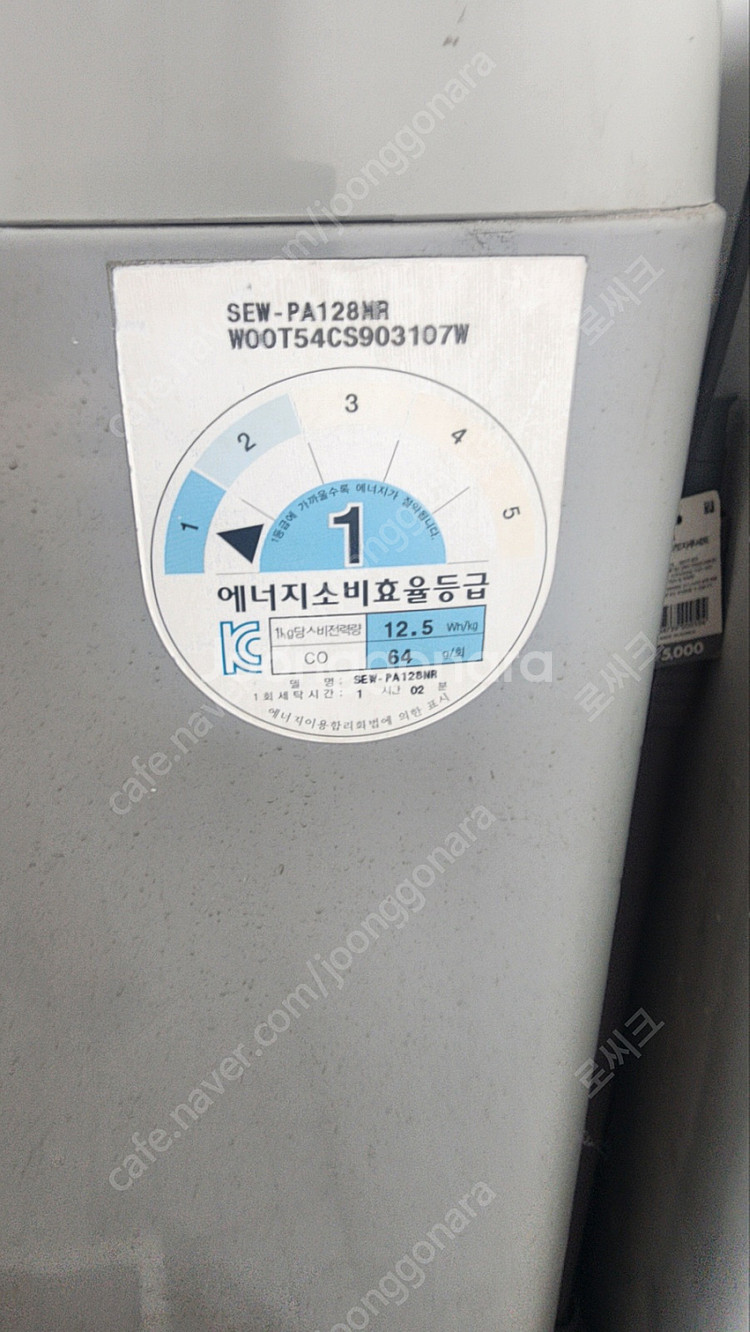 SEW-PA128MR
W00T54CS903107W
1 2 3 4 5
1등급에 가까울수록 에너지가 절약됩니다.
1
에너지소비효율등급
1kg당소비전력량 12.5 Wh/kg
CO 64 g/회
델 명: SEW-PA128MR
1회세탁시간: 1 시간 02 분
에너지이용합리화법에 의한 표시
5,000
cafe.naver.com/joonggonara
joonggonara
로써크